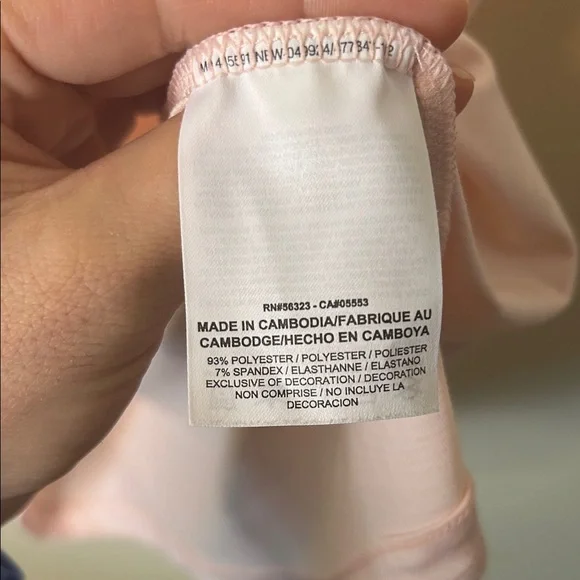 RN#56323 - CA#05553
MADE IN CAMBODIA/FABRIQUE AU
CAMBODGE/HECHO EN CAMBOYA
93% POLYESTER / POLYESTER / POLIESTER
7% SPANDEX / ELASTHANNE / ELASTANO
EXCLUSIVE OF DECORATION / DECORATION
NON COMPRISE / NO INCLUYE LA
DECORACION